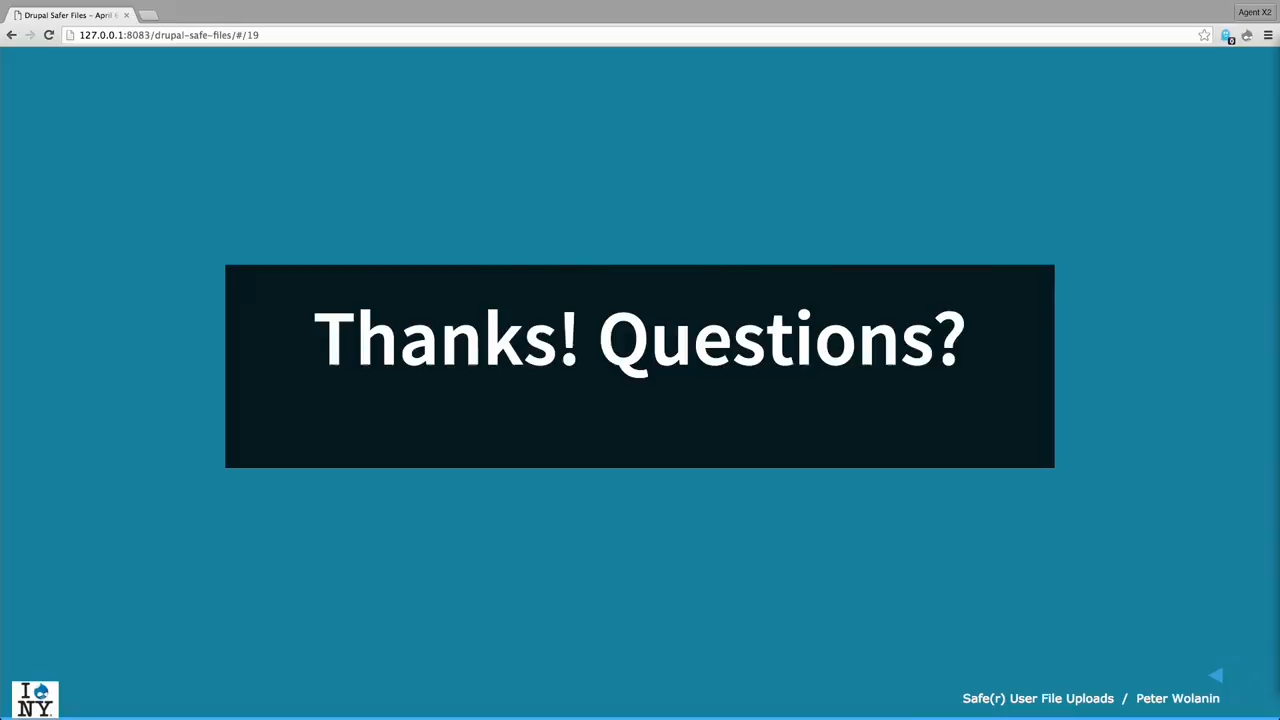 Drupal Safer Files – April
Agent X2
127.0.0.1:8083/drupal-safe-files/#/19
Thanks! Questions?
I
NY.
Safe(r) User File Uploads / Peter Wolanin